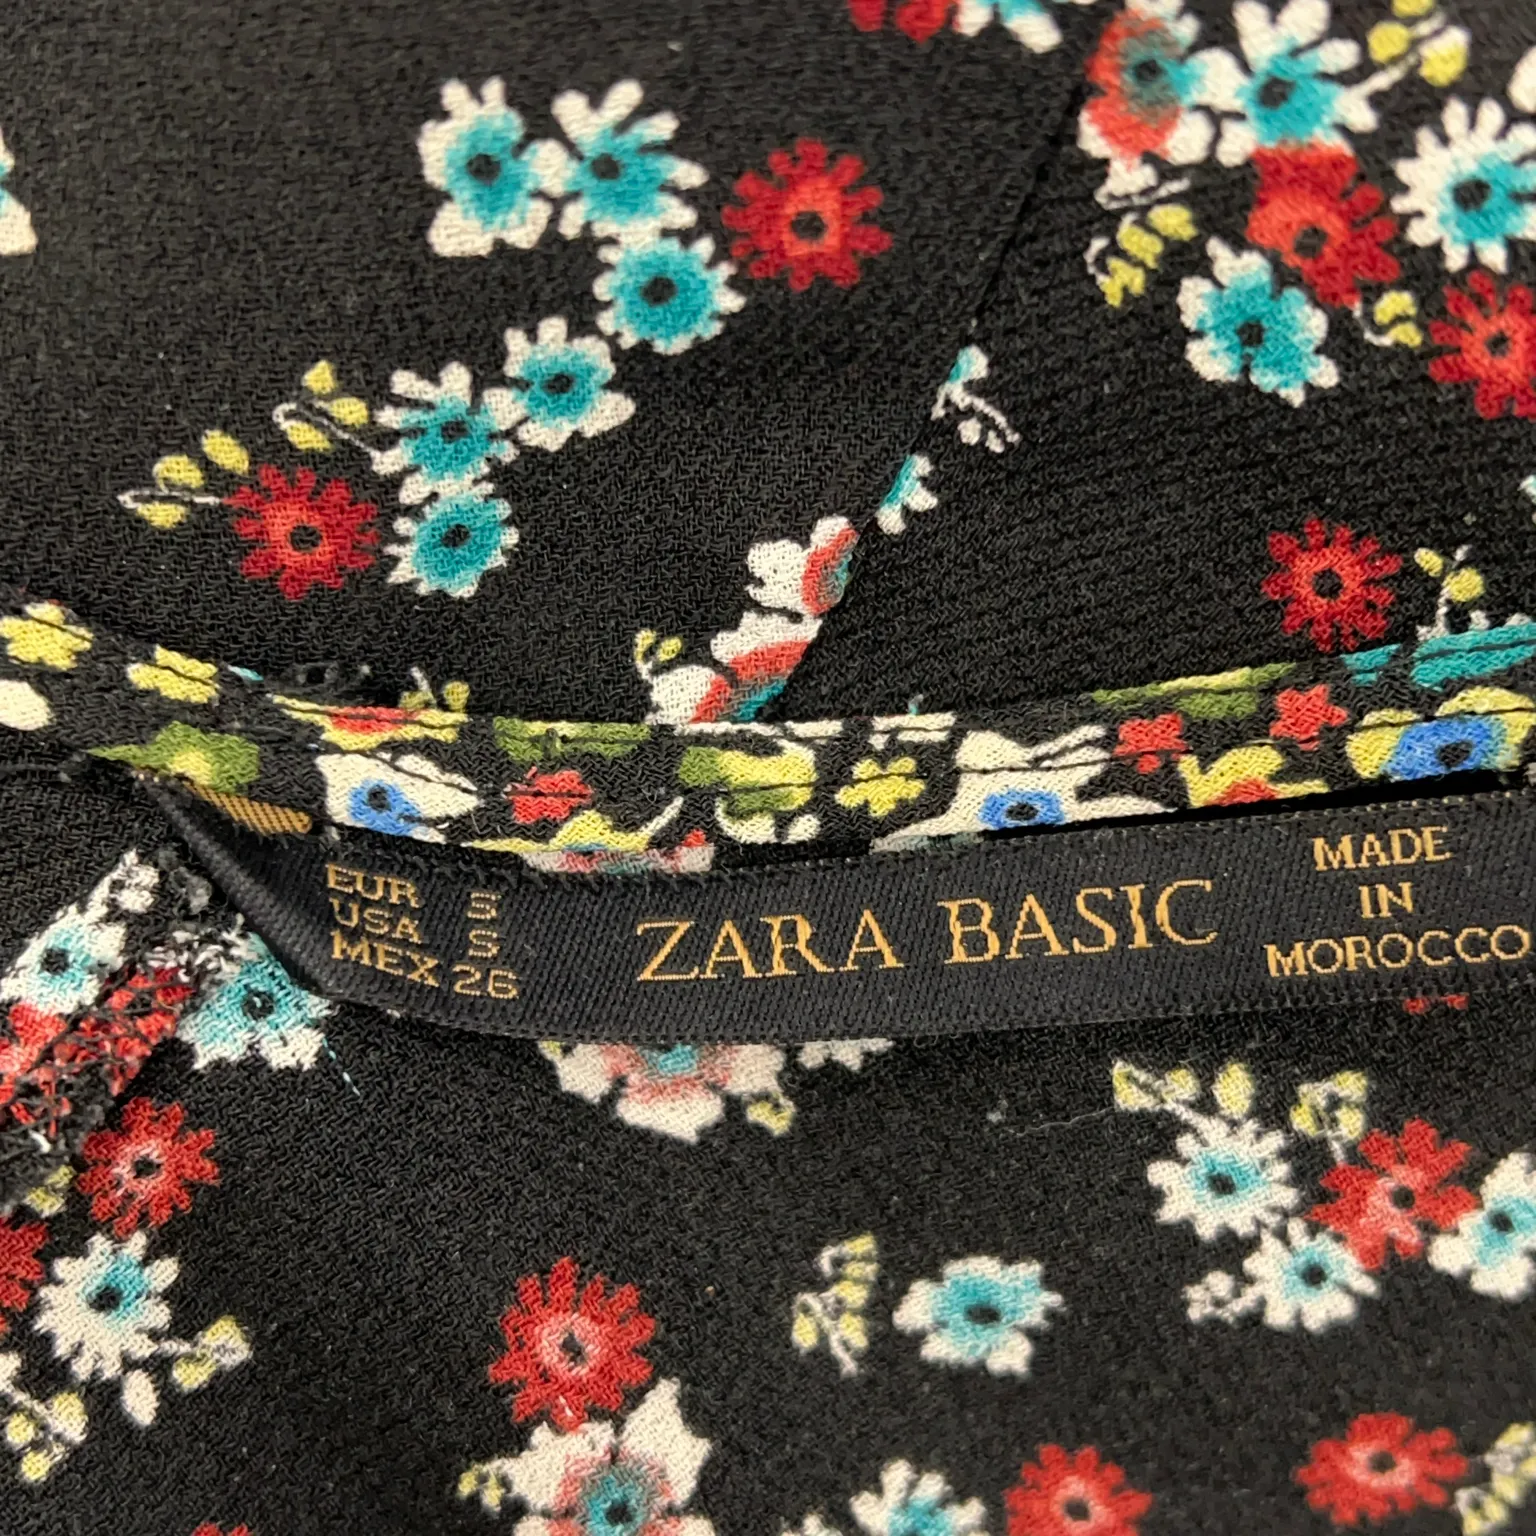 EUR S
USA S
MEX 26
ZARA BASIC
MADE
IN
MOROCCO